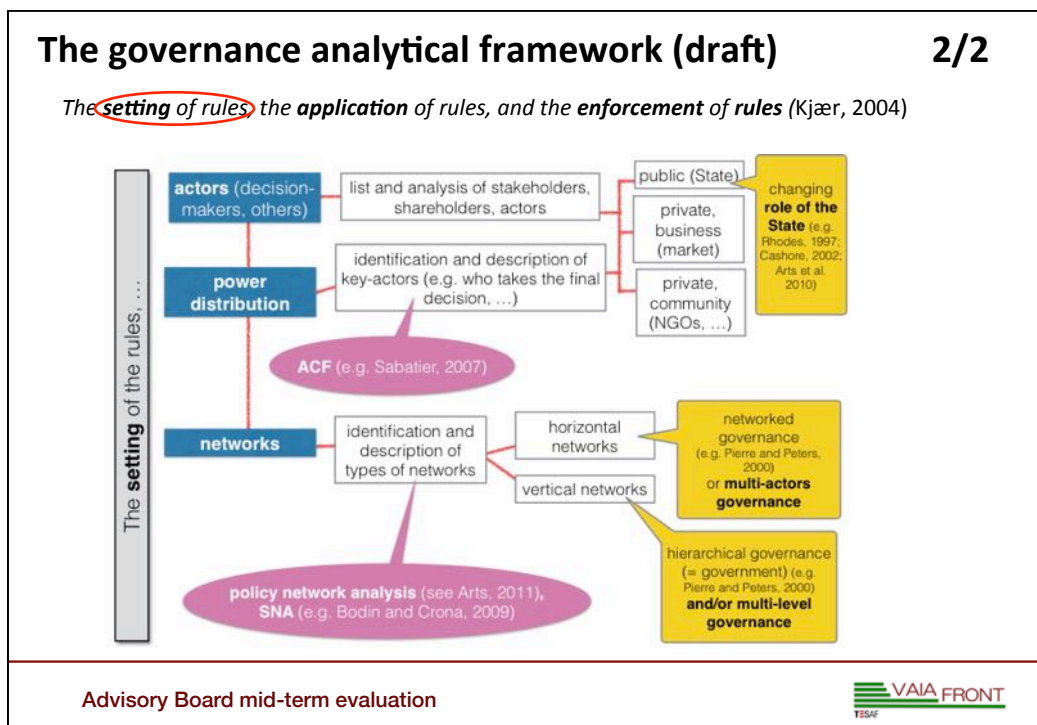 The governance analytical framework (draft) 2/2
The setting of rules, the application of rules, and the enforcement of rules (Kjær, 2004)
The setting of the rules, …
actors (decision-
makers, others)
list and analysis of stakeholders,
shareholders, actors
public (State)
private,
business
(market)
private,
community
(NGOs, …)
changing
role of the
State (e.g.
Rhodes, 1997;
Cashore, 2002;
Arts et al.
2010)
power
distribution
identification and description of
key-actors (e.g. who takes the final
decision, …)
ACF (e.g. Sabatier, 2007)
networks
identification and
description of
types of networks
horizontal
networks
vertical networks
networked
governance
(e.g. Pierre and Peters,
2000)
or multi-actors
governance
hierarchical governance
(= government) (e.g.
Pierre and Peters, 2000)
and/or multi-level
governance
policy network analysis (see Arts, 2011),
SNA (e.g. Bodin and Crona, 2009)
Advisory Board mid-term evaluation
VAIA FRONT
TESAF